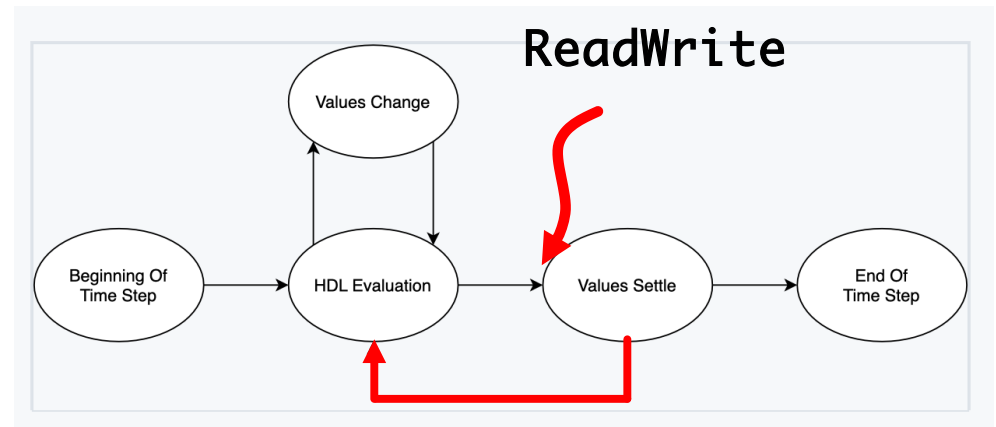 ReadWrite
Values Change
Beginning Of
Time Step
HDL Evaluation
Values Settle
End Of
Time Step